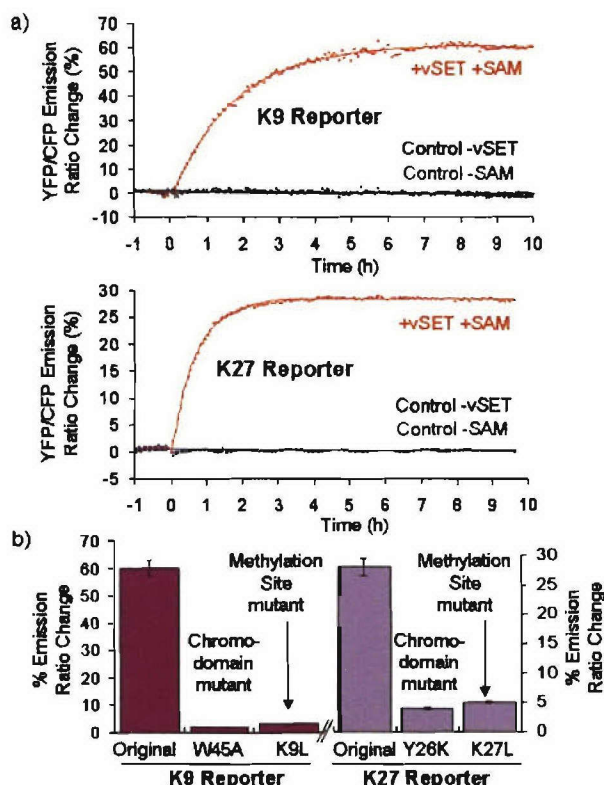 a)
YFP/CFP Emission
Ratio Change (%)
70
60
50
40
30
20
10
0
-10
+vSET +SAM
K9 Reporter
Control -vSET
Control -SAM
-1 0 1 2 3 4 5 6 7 8 9 10
Time (h)
YFP/CFP Emission
Ratio Change (%)
30
25
20
15
10
5
0
-5
+vSET +SAM
K27 Reporter
Control -vSET
Control -SAM
-1 0 1 2 3 4 5 6 7 8 9 10
Time (h)
b)
% Emission
Ratio Change
70
60
50
40
30
20
10
0
Methylation
Site
mutant
Chromo-
domain
mutant
Methylation
Site
mutant
Chromo-
domain
mutant
30
25
20
15
10
5
0
% Emission
Ratio Change
Original W45A K9L // Original Y26K K27L
K9 Reporter K27 Reporter